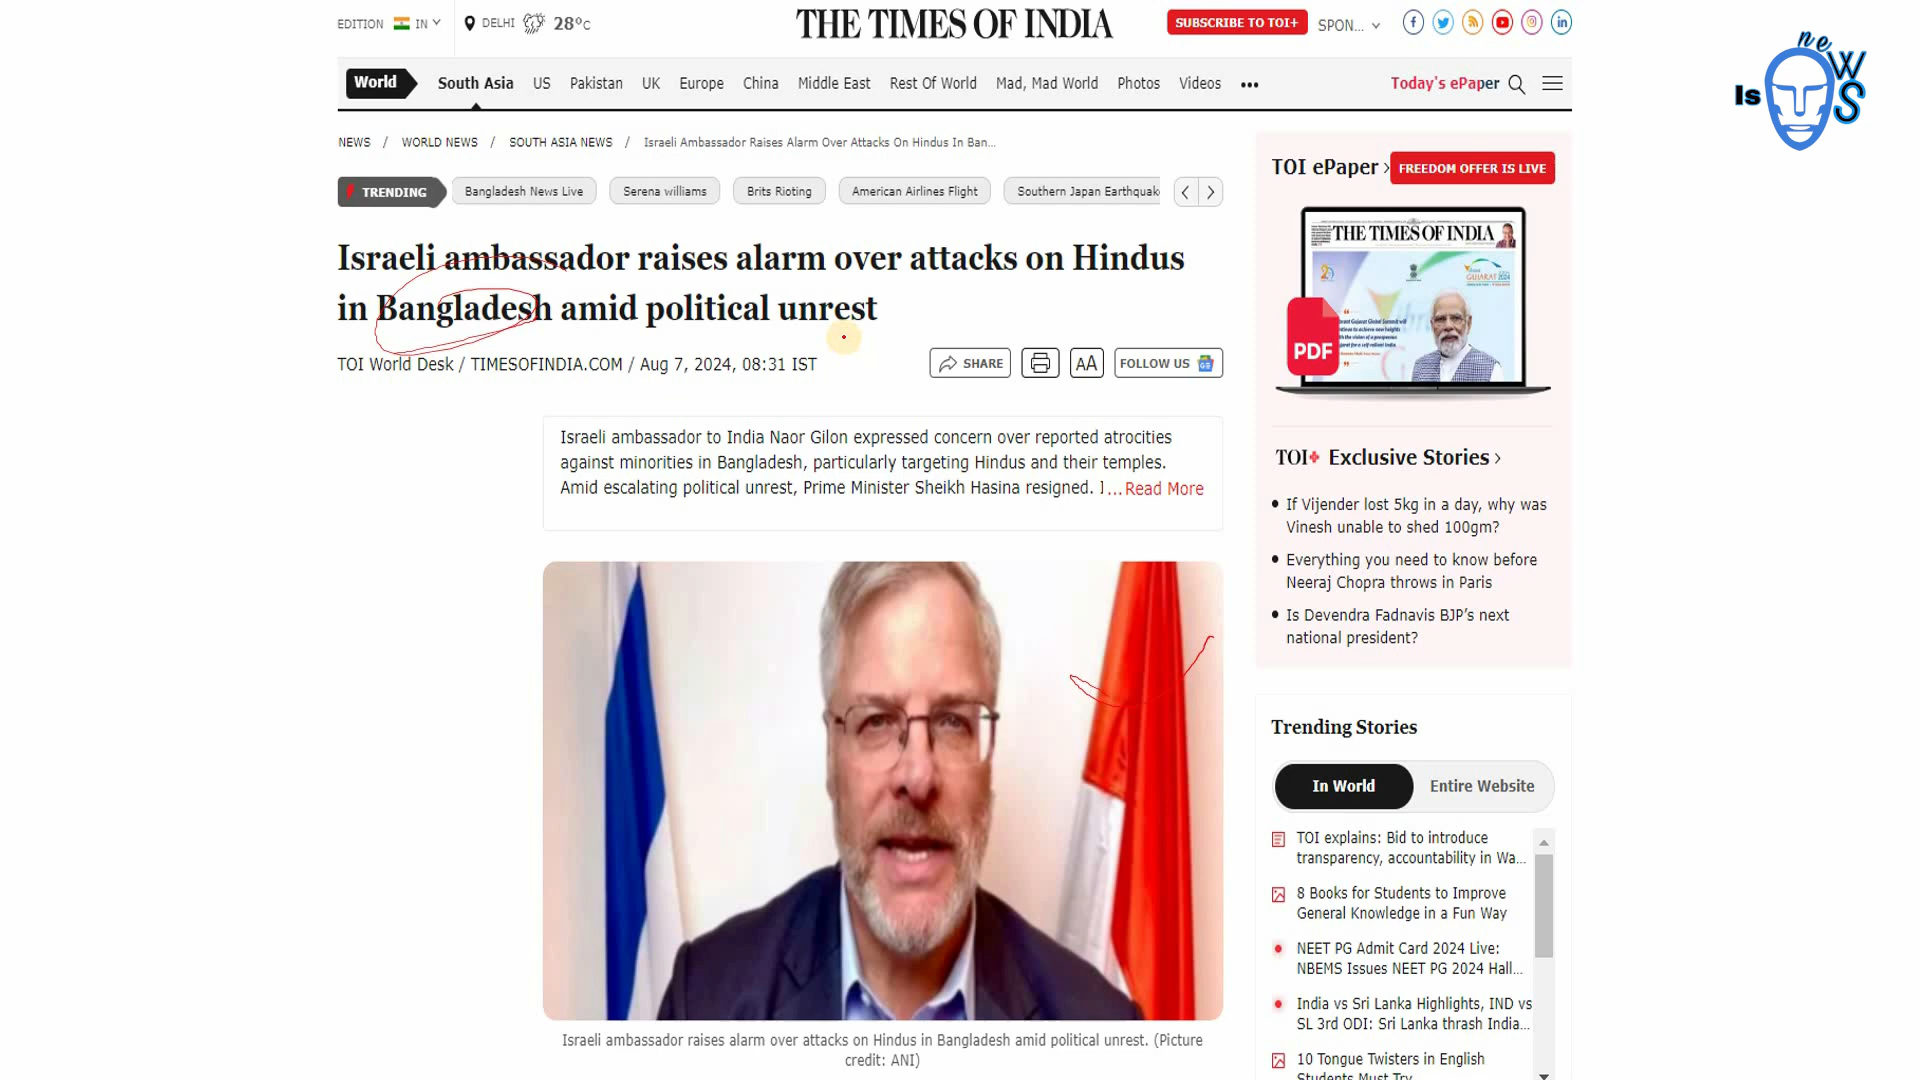 EDITION IN
DELHI 28°C
THE TIMES OF INDIA
SUBSCRIBE TO TOI+
SPON...
Is
neWS
World
South Asia US Pakistan UK Europe China Middle East Rest Of World Mad, Mad World Photos Videos •••
Today's ePaper
NEWS / WORLD NEWS / SOUTH ASIA NEWS / Israeli Ambassador Raises Alarm Over Attacks On Hindus In Ban...
TRENDING Bangladesh News Live Serena williams Brits Rioting American Airlines Flight Southern Japan Earthquake
Israeli ambassador raises alarm over attacks on Hindus
in Bangladesh amid political unrest
TOI World Desk / TIMESOFINDIA.COM / Aug 7, 2024, 08:31 IST
SHARE
AA
FOLLOW US
Israeli ambassador to India Naor Gilon expressed concern over reported atrocities
against minorities in Bangladesh, particularly targeting Hindus and their temples.
Amid escalating political unrest, Prime Minister Sheikh Hasina resigned. I...Read More
Israeli ambassador raises alarm over attacks on Hindus in Bangladesh amid political unrest. (Picture
credit: ANI)
TOI ePaper ›
FREEDOM OFFER IS LIVE
THE TIMES OF INDIA
PDF
TOI+ Exclusive Stories ›
• If Vijender lost 5kg in a day, why was
Vinesh unable to shed 100gm?
• Everything you need to know before
Neeraj Chopra throws in Paris
• Is Devendra Fadnavis BJP's next
national president?
Trending Stories
In World Entire Website
TOI explains: Bid to introduce
transparency, accountability in Wa...
8 Books for Students to Improve
General Knowledge in a Fun Way
NEET PG Admit Card 2024 Live:
NBEMS Issues NEET PG 2024 Hall...
India vs Sri Lanka Highlights, IND vs
SL 3rd ODI: Sri Lanka thrash India...
10 Tongue Twisters in English
Students Must Try